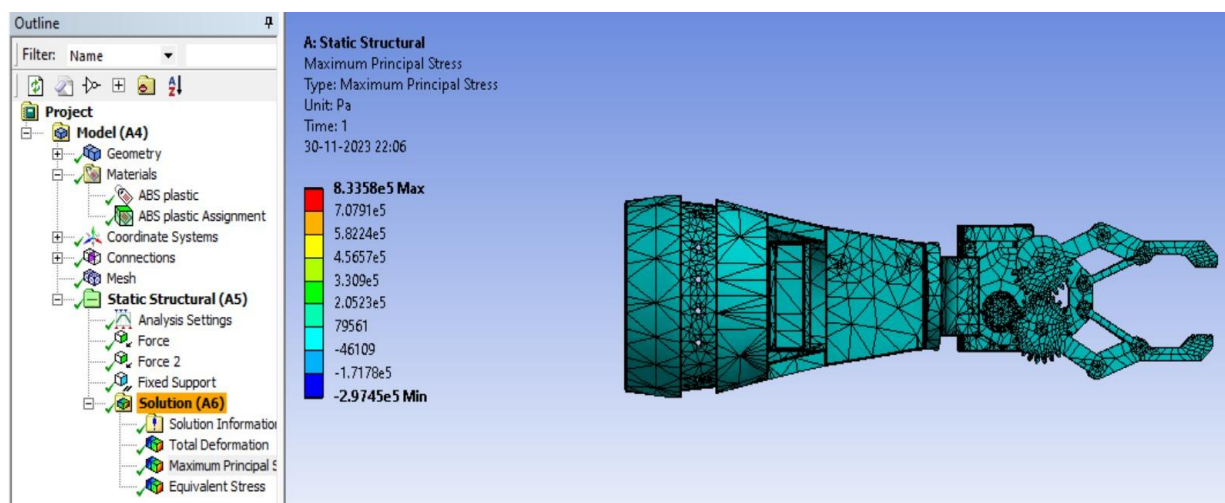 Outline
Filter: Name
Project
Model (A4)
Geometry
Materials
ABS plastic
ABS plastic Assignment
Coordinate Systems
Connections
Mesh
Static Structural (A5)
Analysis Settings
Force
Force 2
Fixed Support
Solution (A6)
Solution Information
Total Deformation
Maximum Principal S
Equivalent Stress
A: Static Structural
Maximum Principal Stress
Type: Maximum Principal Stress
Unit: Pa
Time: 1
30-11-2023 22:06
8.3358e5 Max
7.0791e5
5.8224e5
4.5657e5
3.309e5
2.0523e5
79561
-46109
-1.7178e5
-2.9745e5 Min